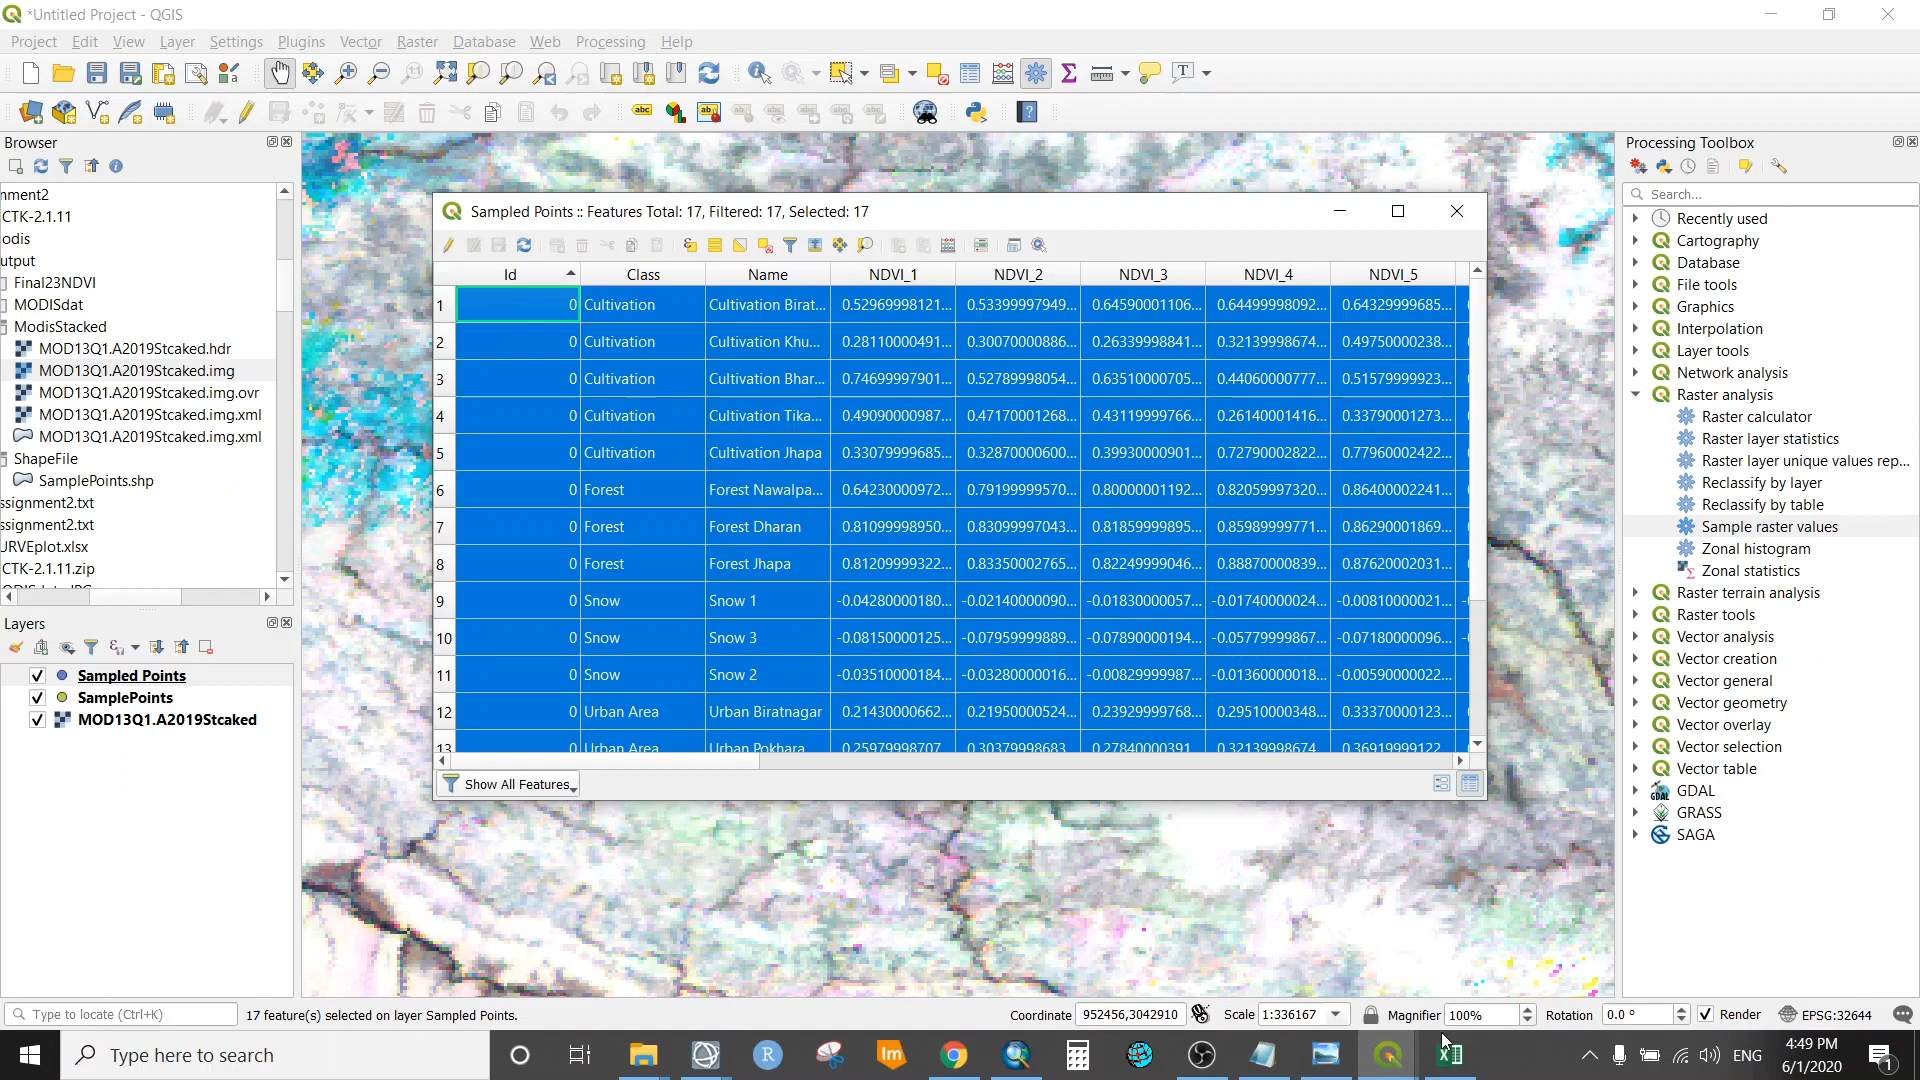 *Untitled Project - QGIS
Project Edit View Layer Settings Plugins Vector Raster Database Web Processing Help
Browser
nment2
CTK-2.1.11
odis
utput
Final23NDVI
MODISdat
ModisStacked
MOD13Q1.A2019Stcaked.hdr
MOD13Q1.A2019Stcaked.img
MOD13Q1.A2019Stcaked.img.ovr
MOD13Q1.A2019Stcaked.img.xml
MOD13Q1.A2019Stcaked.img.xml
ShapeFile
SamplePoints.shp
ssignment2.txt
ssignment2.txt
URVEplot.xlsx
CTK-2.1.11.zip
Layers
Sampled Points
SamplePoints
MOD13Q1.A2019Stcaked
Sampled Points :: Features Total: 17, Filtered: 17, Selected: 17
Id Class Name NDVI_1 NDVI_2 NDVI_3 NDVI_4 NDVI_5
1 0 Cultivation Cultivation Birat... 0.52969998121... 0.53399997949... 0.64590001106... 0.64499998092... 0.64329999685...
2 0 Cultivation Cultivation Khu... 0.28110000491... 0.30070000886... 0.26339998841... 0.32139998674... 0.49750000238...
3 0 Cultivation Cultivation Bhar... 0.74699997901... 0.52789998054... 0.63510000705... 0.44060000777... 0.51579999923...
4 0 Cultivation Cultivation Tika... 0.49090000987... 0.47170001268... 0.43119999766... 0.26140001416... 0.33790001273...
5 0 Cultivation Cultivation Jhapa 0.33079999685... 0.32870000600... 0.39930000901... 0.72790002822... 0.77960002422...
6 0 Forest Forest Nawalpa... 0.64230000972... 0.79199999570... 0.80000001192... 0.82059997320... 0.86400002241...
7 0 Forest Forest Dharan 0.81099998950... 0.83099997043... 0.81859999895... 0.85989999771... 0.86290001869...
8 0 Forest Forest Jhapa 0.81209999322... 0.83350002765... 0.82249999046... 0.88870000839... 0.87620002031...
9 0 Snow Snow 1 -0.04280000180... -0.02140000090... -0.01830000057... -0.01740000024... -0.00810000021...
10 0 Snow Snow 3 -0.08150000125... -0.07959999889... -0.07890000194... -0.05779999867... -0.07180000096...
11 0 Snow Snow 2 -0.03510000184... -0.03280000016... -0.00829999987... -0.01360000018... -0.00590000022...
12 0 Urban Area Urban Biratnagar 0.21430000662... 0.21950000524... 0.23929999768... 0.29510000348... 0.33370000123...
13 0 Urban Area Urban Pokhara 0.25979998707 0.30379998683 0.27840000391 0.32139998674 0.36919999122
Show All Features
Processing Toolbox
Search...
Recently used
Cartography
Database
File tools
Graphics
Interpolation
Layer tools
Network analysis
Raster analysis
Raster calculator
Raster layer statistics
Raster layer unique values rep...
Reclassify by layer
Reclassify by table
Sample raster values
Zonal histogram
Zonal statistics
Raster terrain analysis
Raster tools
Vector analysis
Vector creation
Vector general
Vector geometry
Vector overlay
Vector selection
Vector table
GDAL
GRASS
SAGA
Type to locate (Ctrl+K) 17 feature(s) selected on layer Sampled Points. Coordinate 952456,3042910 Scale 1:336167 Magnifier 100% Rotation 0.0 ° Render EPSG:32644
Type here to search ENG 4:49 PM
6/1/2020